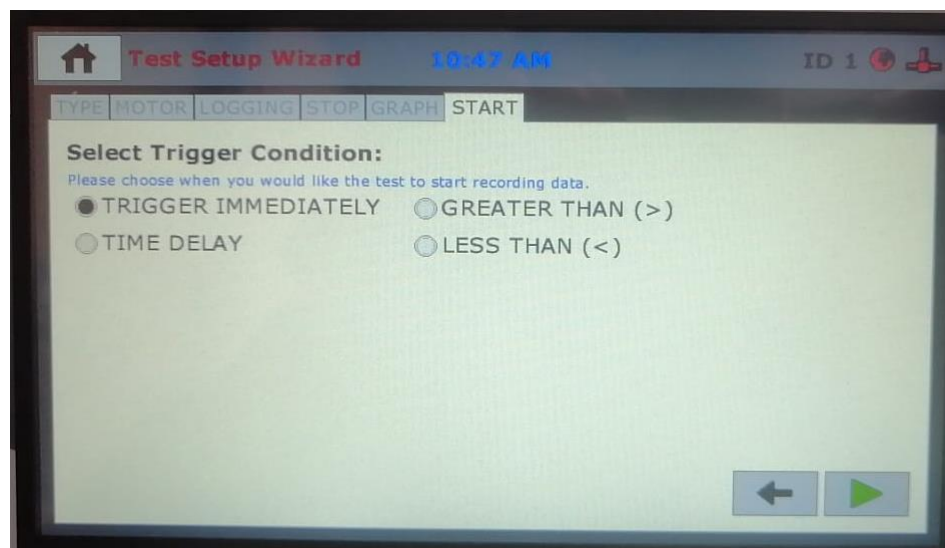 Test Setup Wizard 10:47 AM ID 1
TYPE MOTOR LOGGING STOP GRAPH START
Select Trigger Condition:
Please choose when you would like the test to start recording data.
TRIGGER IMMEDIATELY GREATER THAN (>)
TIME DELAY LESS THAN (<)